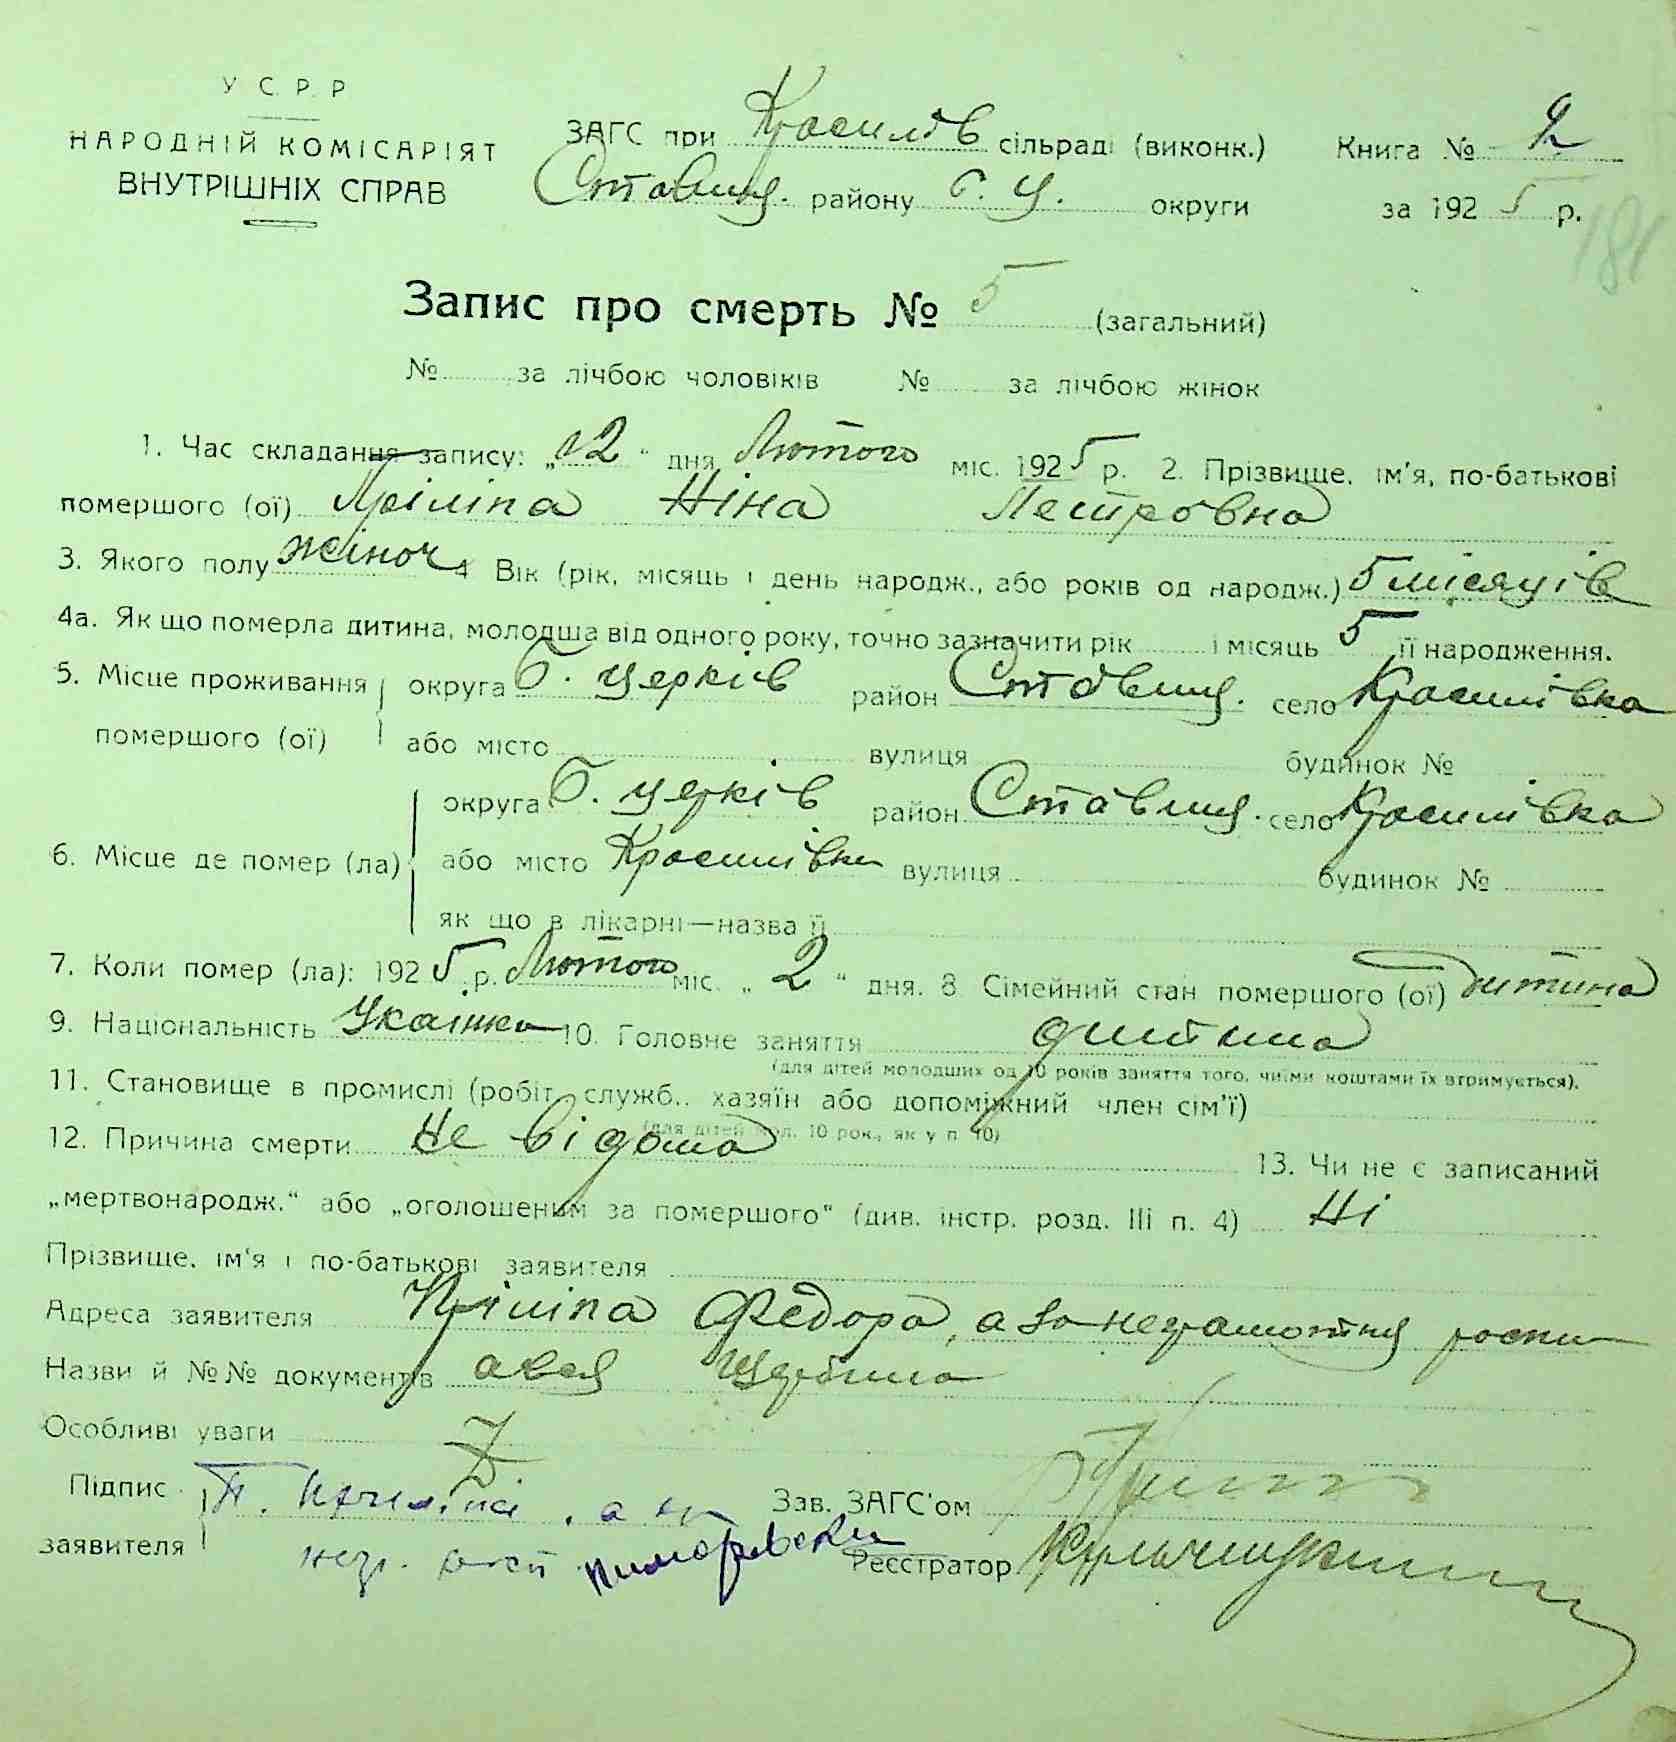 У С. Р. Р
НАРОДНІЙ КОМІСАРІЯТ
ВНУТРІШНІХ СПРАВ
ЗАГС при Красилів сільраді (виконк.)
Ставищ. району Б. Ц. округи
Книга № 2
за 1925 р.
181
Запис про смерть № 5 (загальний)
№ за лічбою чоловіків № за лічбою жінок
1. Час складання запису: „12“ дня Лютого міс. 1925 р. 2. Прізвище, ім'я, по-батькові
помершого (ої) Пріліпа Ніна Петровна
3. Якого полу жіноч 4 Вік (рік, місяць і день народж., або років од народж.) 5 місяців
4а. Як що померла дитина, молодша від одного року, точно зазначити рік і місяць 5 її народження.
5. Місце проживання округа Б. Церків район Ставищ. село Красилівка
помершого (ої) або місто вулиця будинок №
округа Б. Церків район Ставищ. село Красилівка
6. Місце де помер (ла) або місто Красилівка вулиця будинок №
як що в лікарні—назва її
7. Коли помер (ла): 1925 р. Лютого міс. „2“ дня. 8 Сімейний стан помершого (ої) дитина
9. Національність Украінка 10. Головне заняття дитина
(для дітей молодших од 10 років заняття того, чиїми коштами їх втримується).
11. Становище в промислі (робіт, служб., хазяїн або допоміжний член сім'ї)
(для дітей мол. 10 рок., як у п. 10)
12. Причина смерти Не відома 13. Чи не є записаний
„мертвонародж.“ або „оголошеним за помершого“ (див. інстр. розд. III п. 4) Ні
Прізвище, ім'я і по-батькові заявителя
Адреса заявителя Пріліпа Федора, а за неграмотну роспи
Назви й №№ документів ався
Особливі уваги
Підпис Зав. ЗАГС'ом
заявителя Реєстратор